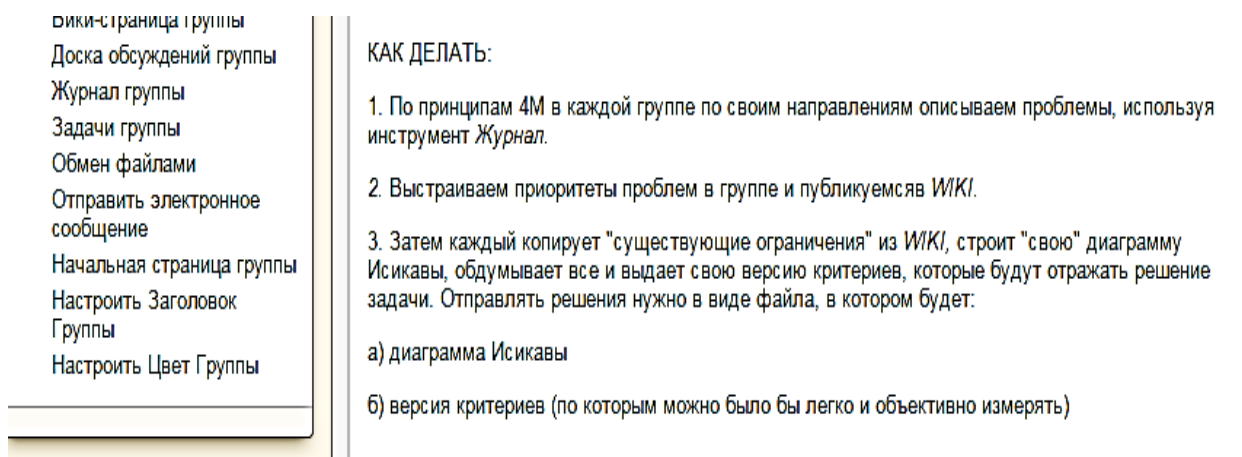 Вики-страница группы
Доска обсуждений группы
Журнал группы
Задачи группы
Обмен файлами
Отправить электронное
сообщение
Начальная страница группы
Настроить Заголовок
Группы
Настроить Цвет Группы
КАК ДЕЛАТЬ:
1. По принципам 4М в каждой группе по своим направлениям описываем проблемы, используя
инструмент Журнал.
2. Выстраиваем приоритеты проблем в группе и публикуемсяв WIKI.
3. Затем каждый копирует "существующие ограничения" из WIKI, строит "свою" диаграмму
Исикавы, обдумывает все и выдает свою версию критериев, которые будут отражать решение
задачи. Отправлять решения нужно в виде файла, в котором будет:
а) диаграмма Исикавы
б) версия критериев (по которым можно было бы легко и объективно измерять)